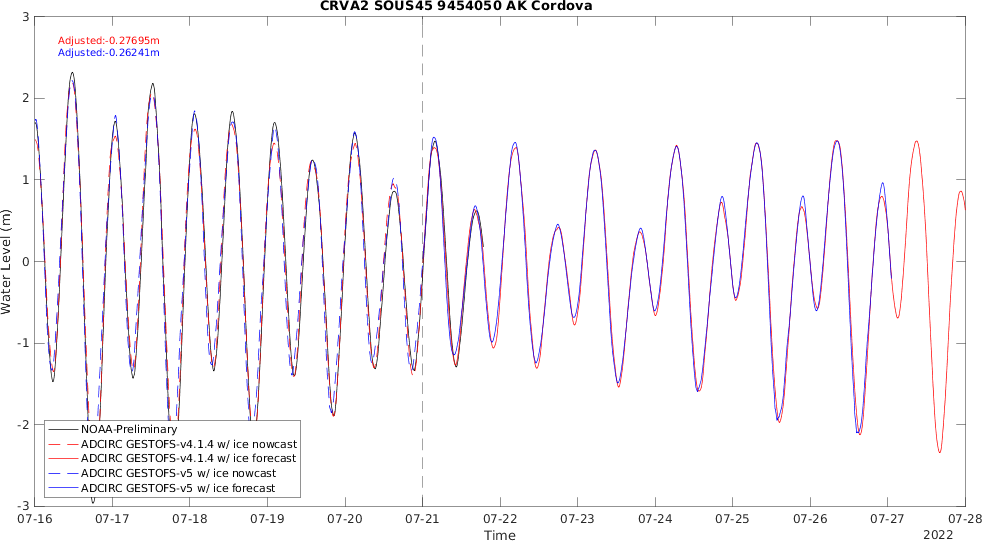 CRVA2 SOUS45 9454050 AK Cordova
3
2
1
0
-1
-2
-3
Water Level (m)
Adjusted:-0.27695m
Adjusted:-0.26241m
NOAA-Preliminary
ADCIRC GESTOFS-v4.1.4 w/ ice nowcast
ADCIRC GESTOFS-v4.1.4 w/ ice forecast
ADCIRC GESTOFS-v5 w/ ice nowcast
ADCIRC GESTOFS-v5 w/ ice forecast
07-16 07-17 07-18 07-19 07-20 07-21 07-22 07-23 07-24 07-25 07-26 07-27 07-28
Time
2022